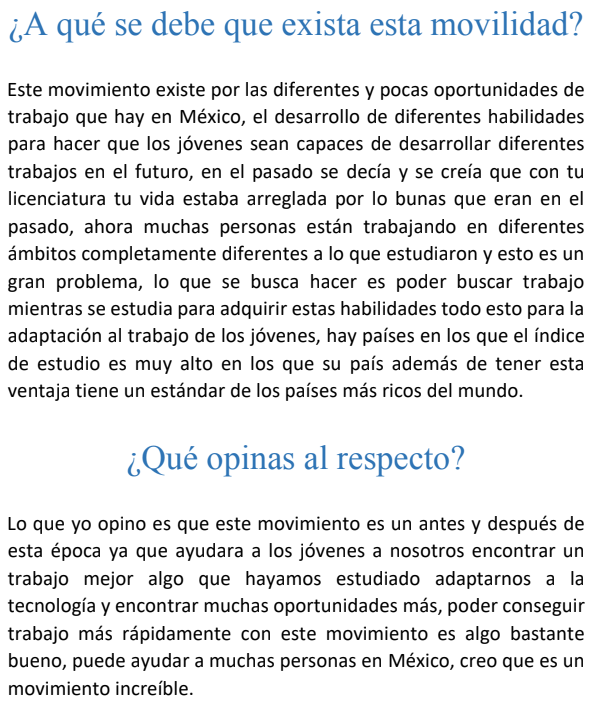 ¿A qué se debe que exista esta movilidad?
Este movimiento existe por las diferentes y pocas oportunidades de
trabajo que hay en México, el desarrollo de diferentes habilidades
para hacer que los jóvenes sean capaces de desarrollar diferentes
trabajos en el futuro, en el pasado se decía y se creía que con tu
licenciatura tu vida estaba arreglada por lo bunas que eran en el
pasado, ahora muchas personas están trabajando en diferentes
ámbitos completamente diferentes a lo que estudiaron y esto es un
gran problema, lo que se busca hacer es poder buscar trabajo
mientras se estudia para adquirir estas habilidades todo esto para la
adaptación al trabajo de los jóvenes, hay países en los que el índice
de estudio es muy alto en los que su país además de tener esta
ventaja tiene un estándar de los países más ricos del mundo.
¿Qué opinas al respecto?
Lo que yo opino es que este movimiento es un antes y después de
esta época ya que ayudara a los jóvenes a nosotros encontrar un
trabajo mejor algo que hayamos estudiado adaptarnos a la
tecnología y encontrar muchas oportunidades más, poder conseguir
trabajo más rápidamente con este movimiento es algo bastante
bueno, puede ayudar a muchas personas en México, creo que es un
movimiento increíble.